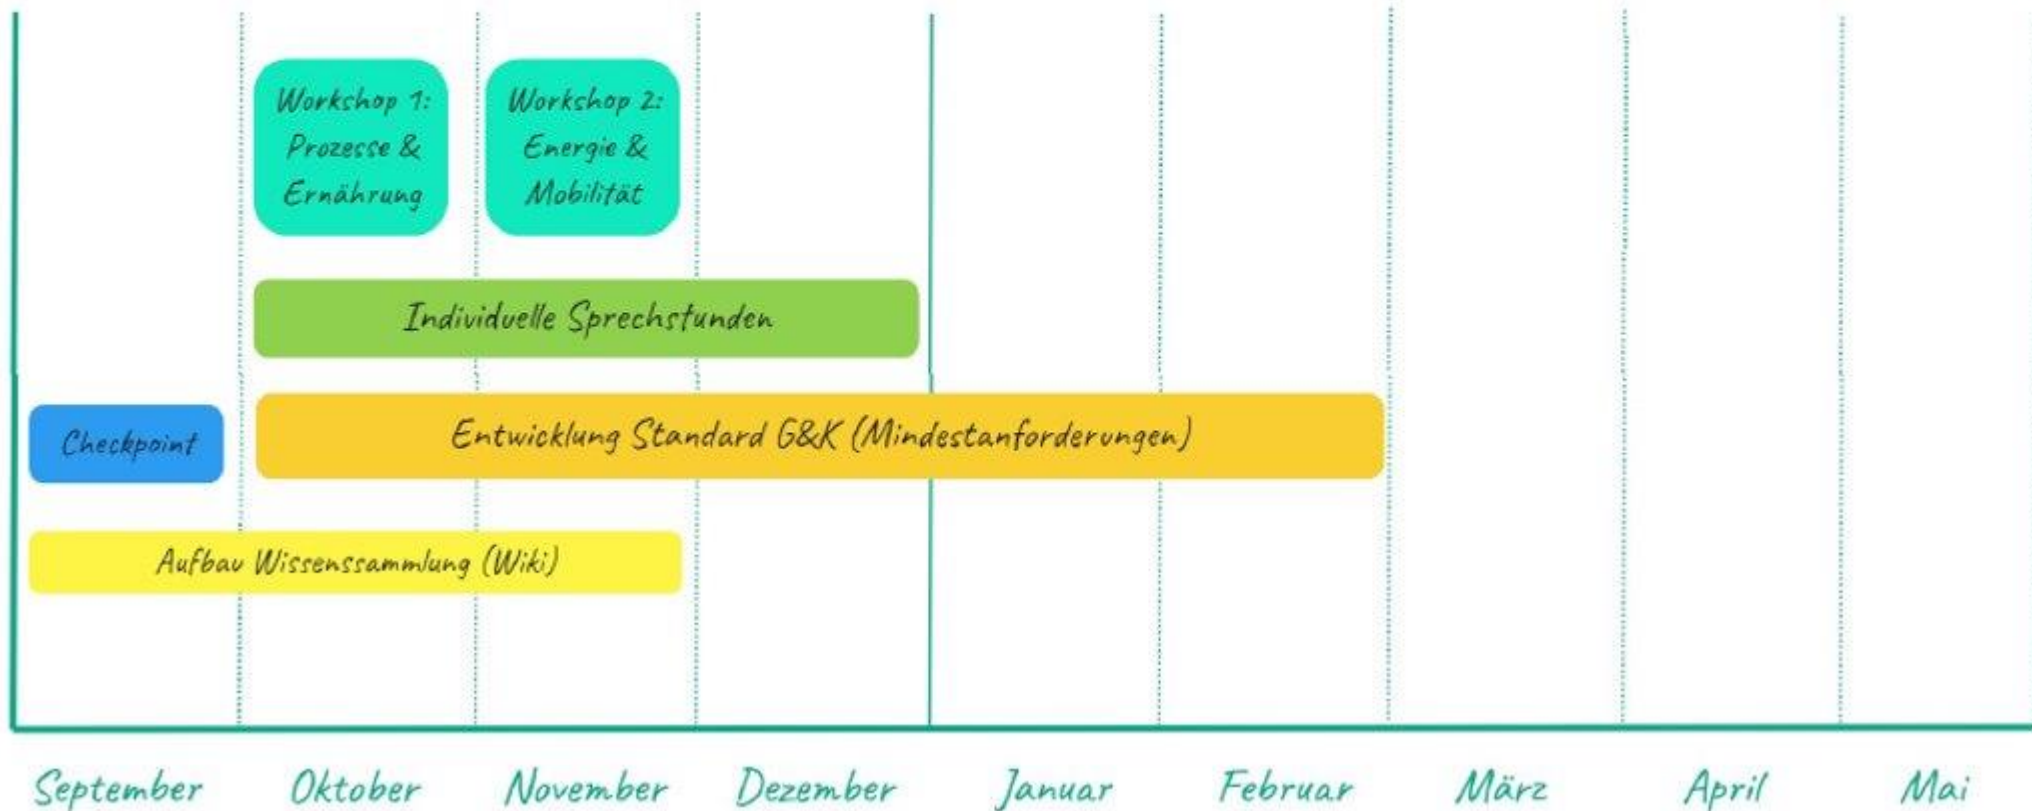 Workshop 1:
Prozesse &
Ernährung
Workshop 2:
Energie &
Mobilität
Individuelle Sprechstunden
Checkpoint
Entwicklung Standard G&K (Mindestanforderungen)
Aufbau Wissenssammlung (Wiki)
September Oktober November Dezember Januar Februar März April Mai